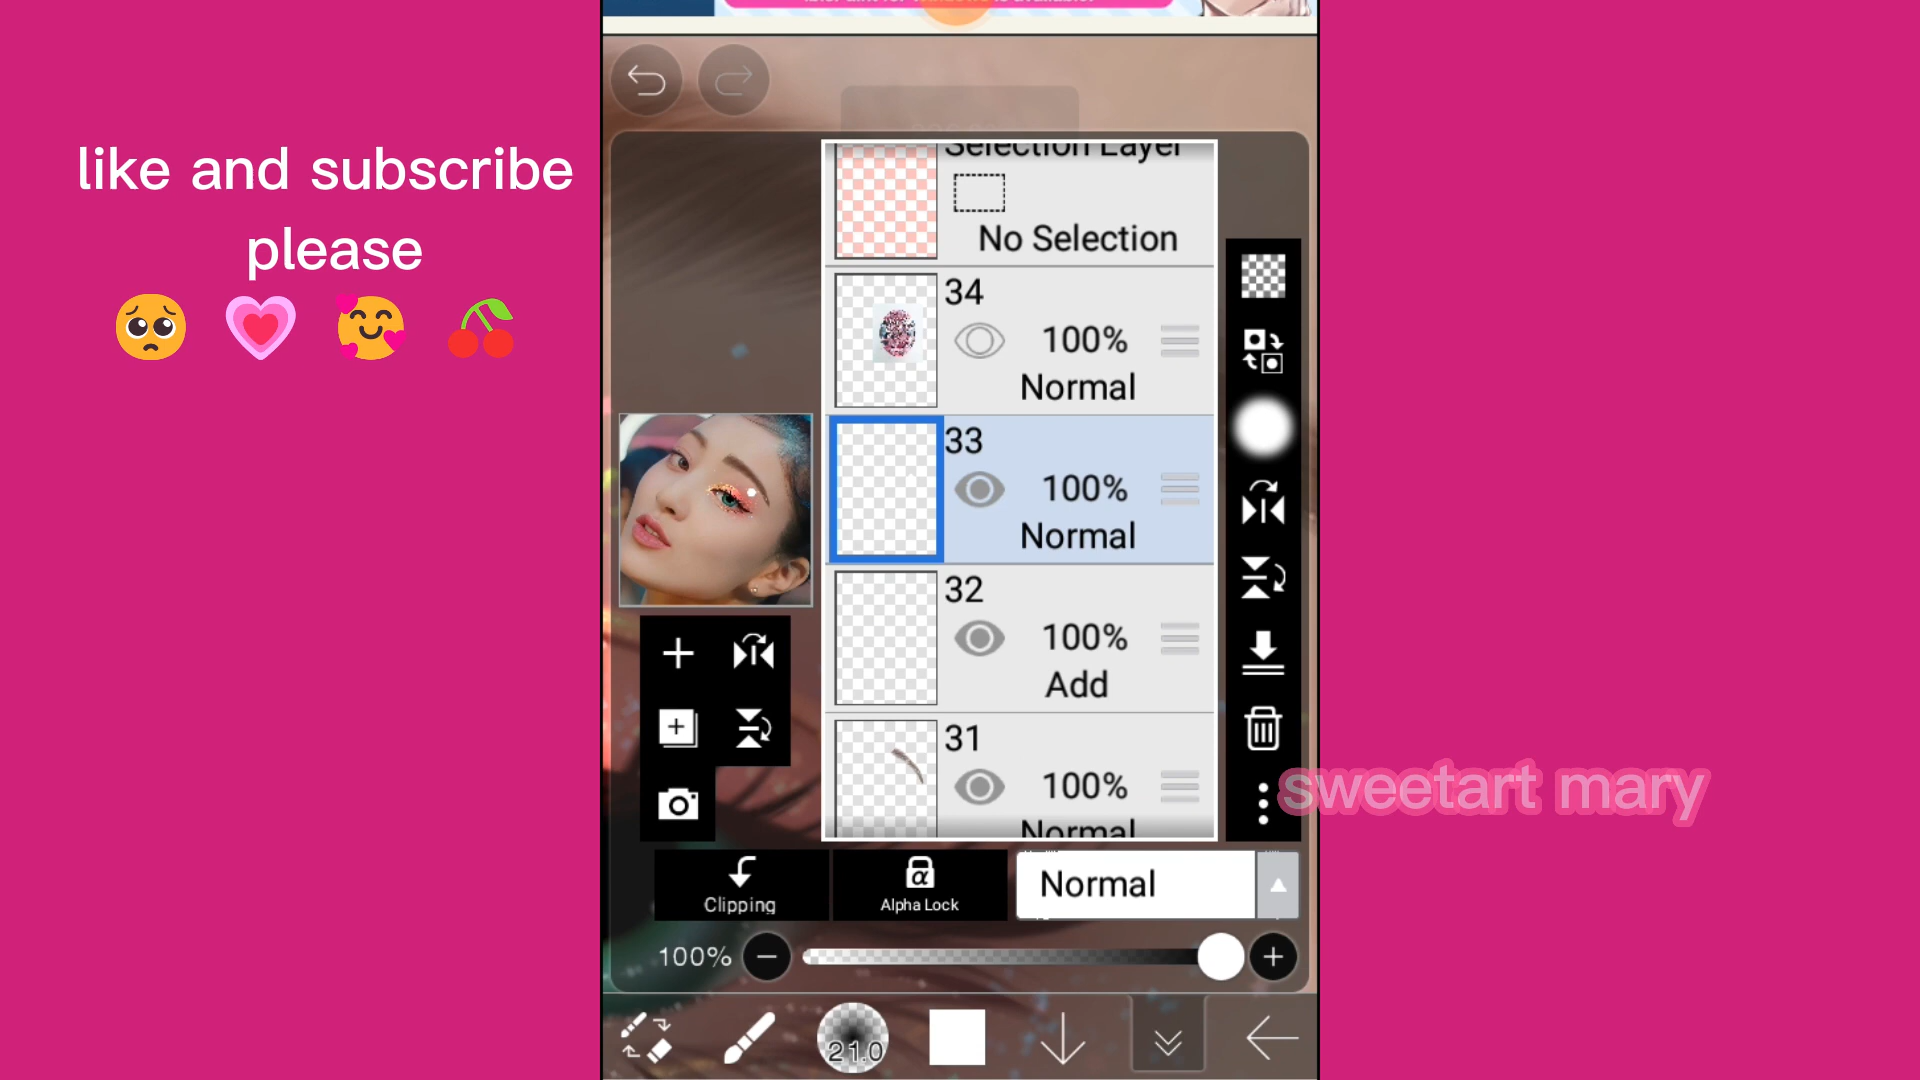 like and subscribe
please
Selection Layer
No Selection
34
100%
Normal
33
100%
Normal
32
100%
Add
31
100%
Normal
sweetart mary
Clipping
α
Alpha Lock
Normal
100%
21.0